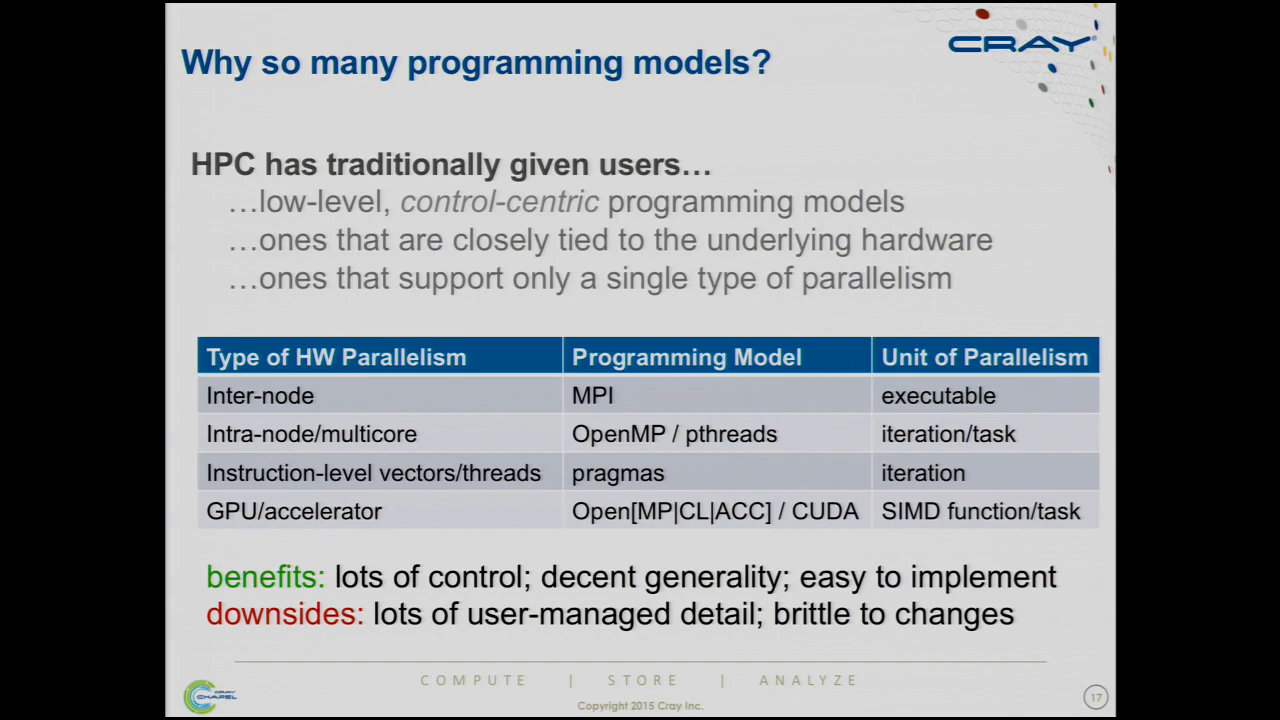 CRAY
Why so many programming models?
HPC has traditionally given users…
…low-level, control-centric programming models
…ones that are closely tied to the underlying hardware
…ones that support only a single type of parallelism
Type of HW Parallelism Programming Model Unit of Parallelism
Inter-node MPI executable
Intra-node/multicore OpenMP / pthreads iteration/task
Instruction-level vectors/threads pragmas iteration
GPU/accelerator Open[MP|CL|ACC] / CUDA SIMD function/task
benefits: lots of control; decent generality; easy to implement
downsides: lots of user-managed detail; brittle to changes
COMPUTE | STORE | ANALYZE
Copyright 2015 Cray Inc.
CRAY
CHAPEL
17